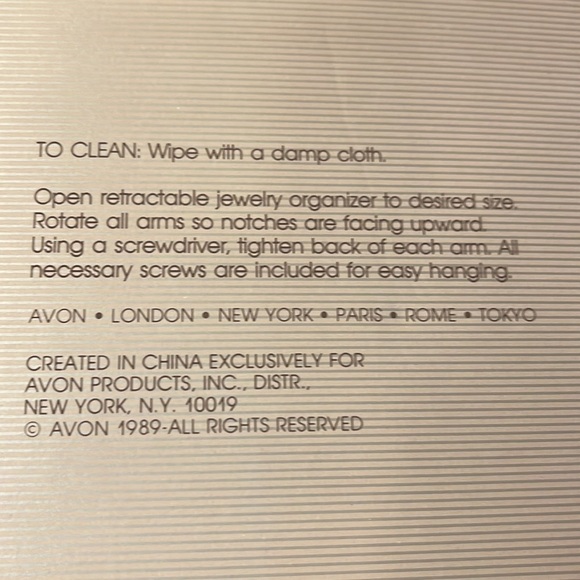 TO CLEAN: Wipe with a damp cloth.
Open retractable jewelry organizer to desired size.
Rotate all arms so notches are facing upward.
Using a screwdriver, tighten back of each arm. All
necessary screws are included for easy hanging.
AVON • LONDON • NEW YORK • PARIS • ROME • TOKYO
CREATED IN CHINA EXCLUSIVELY FOR
AVON PRODUCTS, INC., DISTR.,
NEW YORK, N.Y. 10019
© AVON 1989-ALL RIGHTS RESERVED